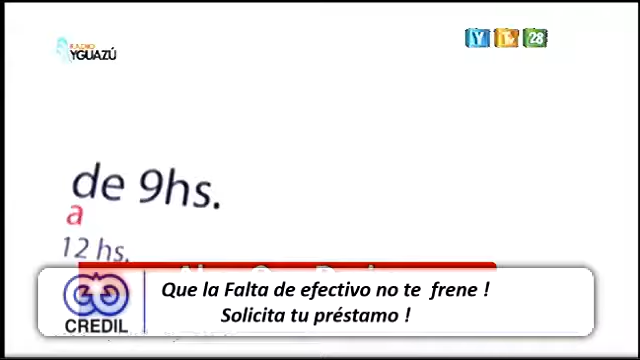 RADIO
YGUAZÚ
Y Tv 28
de 9hs.
a
12 hs.
Que la Falta de efectivo no te frene !
Solicita tu préstamo !
CREDIL